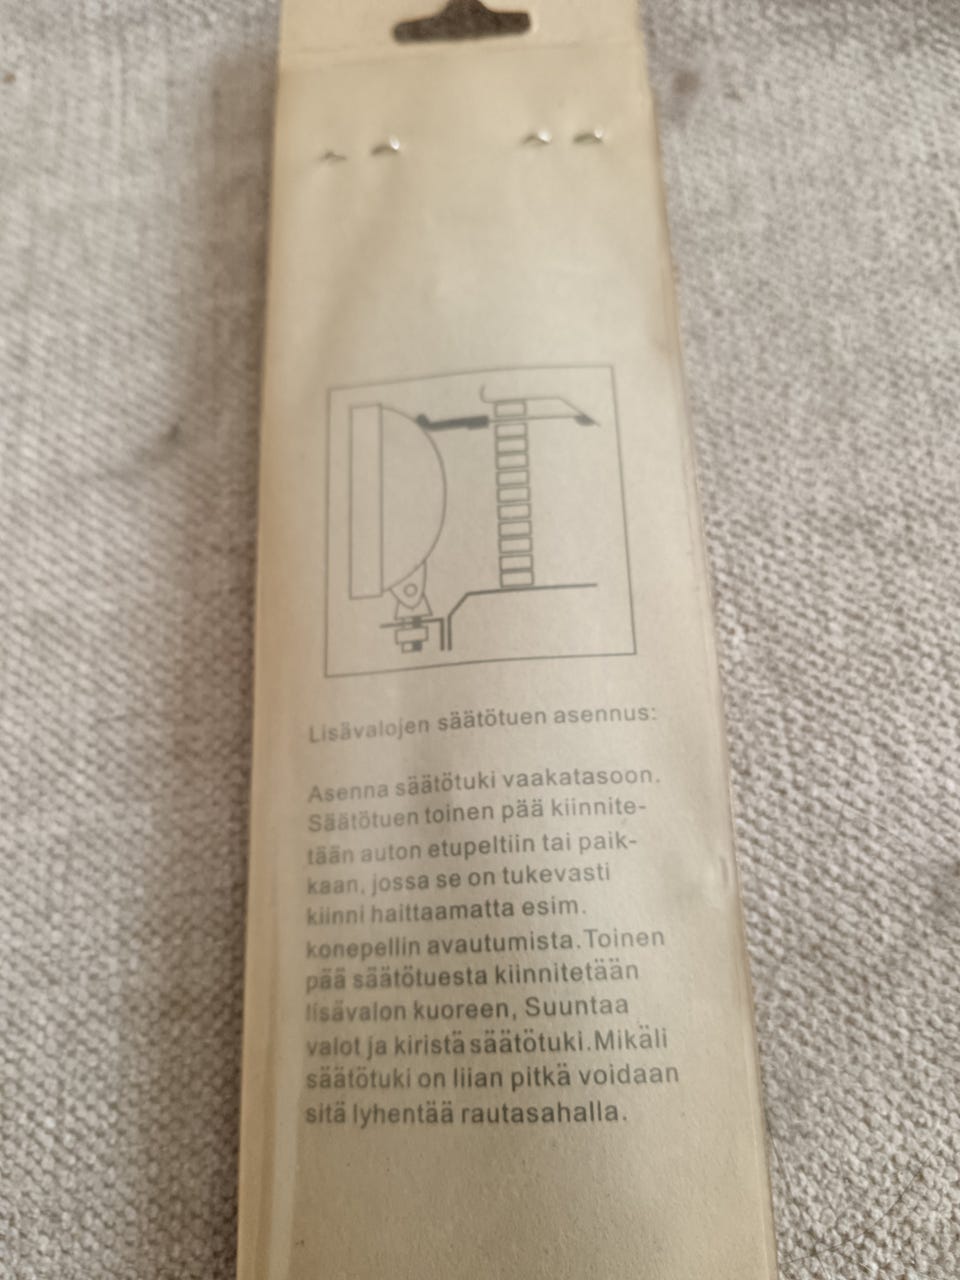 Lisävalojen säätötuen asennus:
Asenna säätötuki vaakatasoon.
Säätötuen toinen pää kiinnite-
tään auton etupeltiin tai paik-
kaan, jossa se on tukevasti
kiinni haittaamatta esim.
konepellin avautumista.Toinen
pää säätötuesta kiinnitetään
lisävalon kuoreen, Suuntaa
valot ja kiristä säätötuki.Mikäli
säätötuki on liian pitkä voidaan
sitä lyhentää rautasahalla.